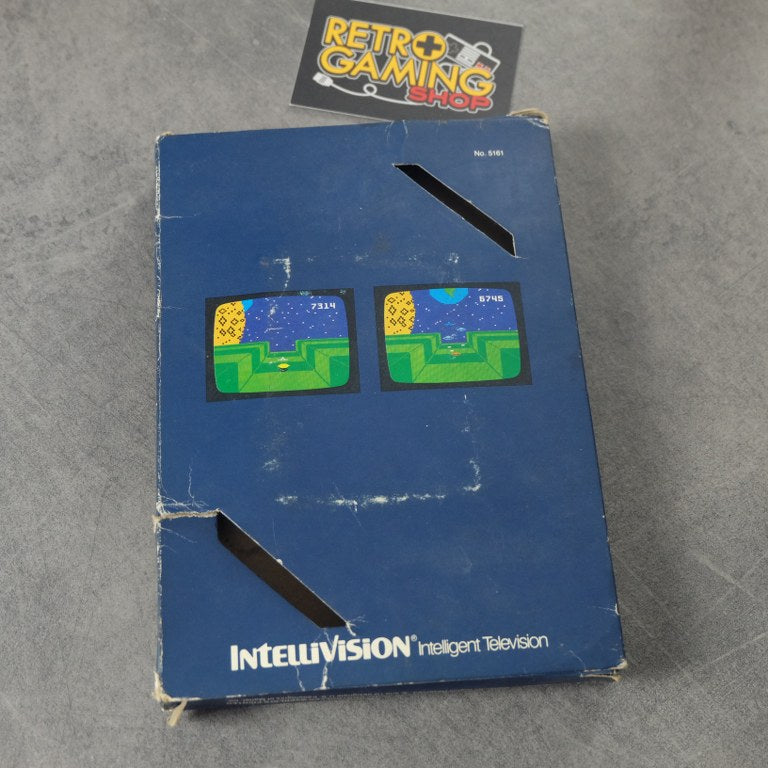 RETRO
GAMING
SHOP
No. 5161
7314
6745
INTELLIVISION® Intelligent Television